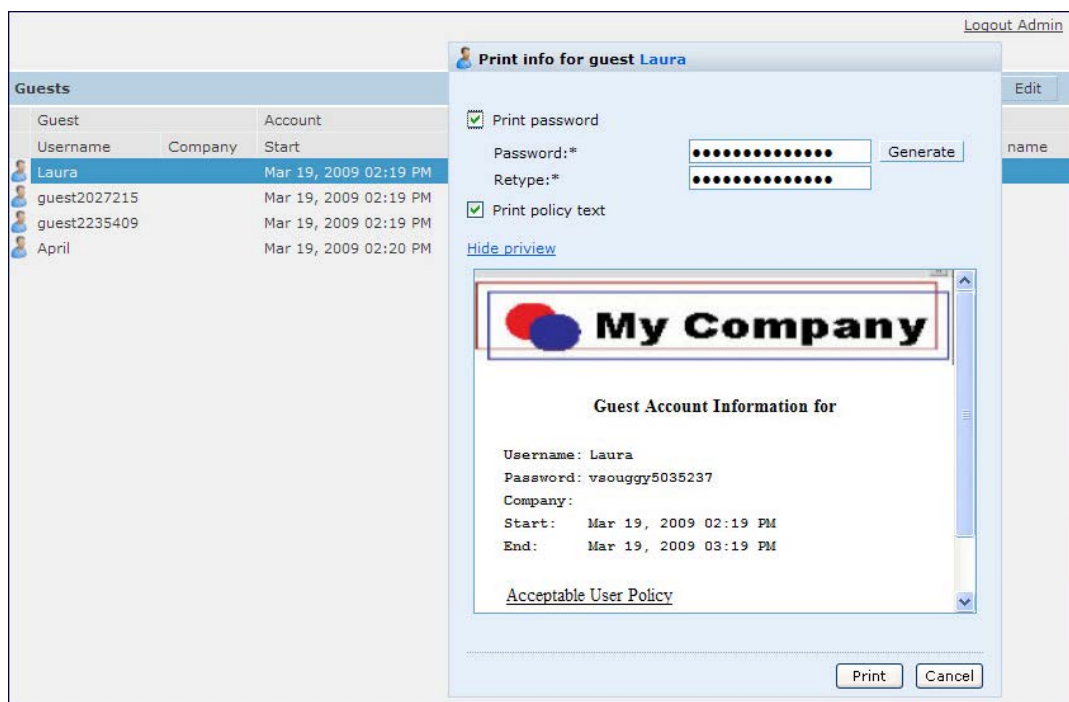 Logout Admin
Print info for guest Laura
Guests
Edit
Guest Account
Username Company Start
name
Laura Mar 19, 2009 02:19 PM
guest2027215 Mar 19, 2009 02:19 PM
guest2235409 Mar 19, 2009 02:19 PM
April Mar 19, 2009 02:20 PM
Print password
Password:* ●●●●●●●●●●●●●● Generate
Retype:* ●●●●●●●●●●●●●●
Print policy text
Hide priview
My Company
Guest Account Information for
Username: Laura
Password: vsouggy5035237
Company:
Start: Mar 19, 2009 02:19 PM
End: Mar 19, 2009 03:19 PM
Acceptable User Policy
Print Cancel